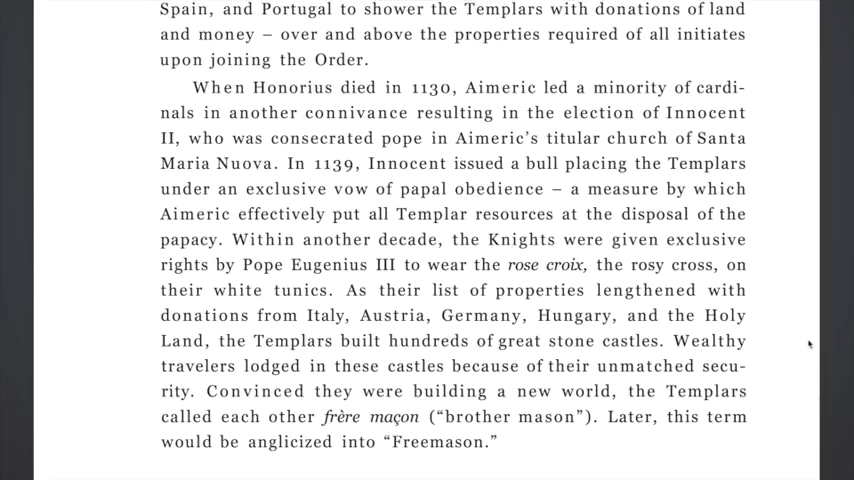 Spain, and Portugal to shower the Templars with donations of land
and money – over and above the properties required of all initiates
upon joining the Order.
When Honorius died in 1130, Aimeric led a minority of cardi-
nals in another connivance resulting in the election of Innocent
II, who was consecrated pope in Aimeric's titular church of Santa
Maria Nuova. In 1139, Innocent issued a bull placing the Templars
under an exclusive vow of papal obedience – a measure by which
Aimeric effectively put all Templar resources at the disposal of the
papacy. Within another decade, the Knights were given exclusive
rights by Pope Eugenius III to wear the rose croix, the rosy cross, on
their white tunics. As their list of properties lengthened with
donations from Italy, Austria, Germany, Hungary, and the Holy
Land, the Templars built hundreds of great stone castles. Wealthy
travelers lodged in these castles because of their unmatched secu-
rity. Convinced they were building a new world, the Templars
called each other frère maçon (“brother mason”). Later, this term
would be anglicized into “Freemason.”